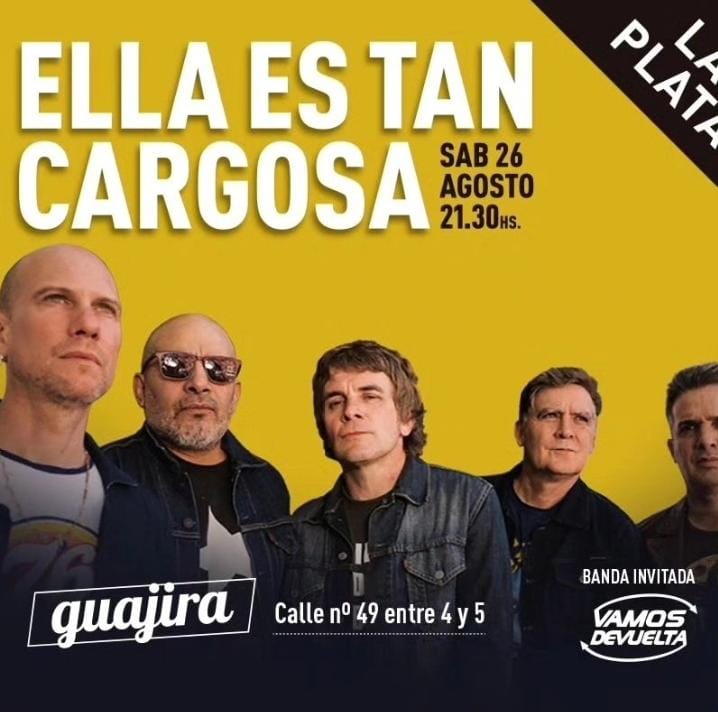 ELLA ES TAN
CARGOSA
SAB 26
AGOSTO
21.30HS.
LA
PLATA
76
guajira
Calle nº 49 entre 4 y 5
BANDA INVITADA
VAMOS
DEVUELTA